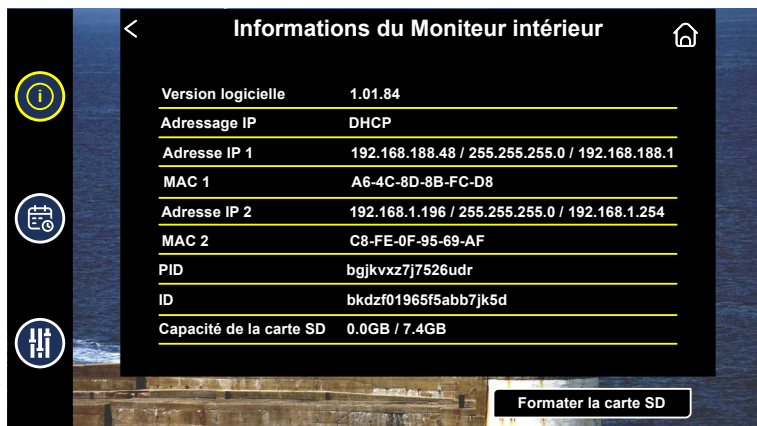 Informations du Moniteur intérieur
Version logicielle 1.01.84
Adressage IP DHCP
Adresse IP 1 192.168.188.48 / 255.255.255.0 / 192.168.188.1
MAC 1 A6-4C-8D-8B-FC-D8
Adresse IP 2 192.168.1.196 / 255.255.255.0 / 192.168.1.254
MAC 2 C8-FE-0F-95-69-AF
PID bgjkvxz7j7526udr
ID bkdzf01965f5abb7jk5d
Capacité de la carte SD 0.0GB / 7.4GB
Formater la carte SD